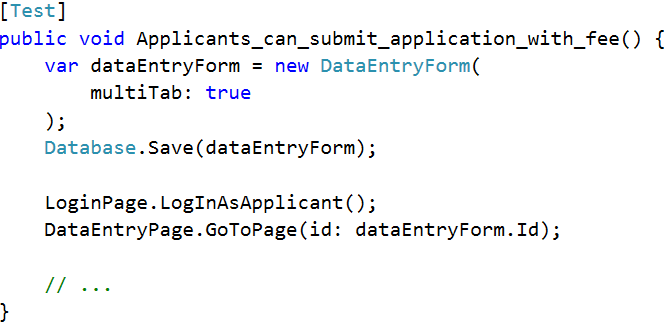 [Test]
public void Applicants_can_submit_application_with_fee() {
    var dataEntryForm = new DataEntryForm(
        multiTab: true
    );
    Database.Save(dataEntryForm);

    LoginPage.LogInAsApplicant();
    DataEntryPage.GoToPage(id: dataEntryForm.Id);

    // ...
}